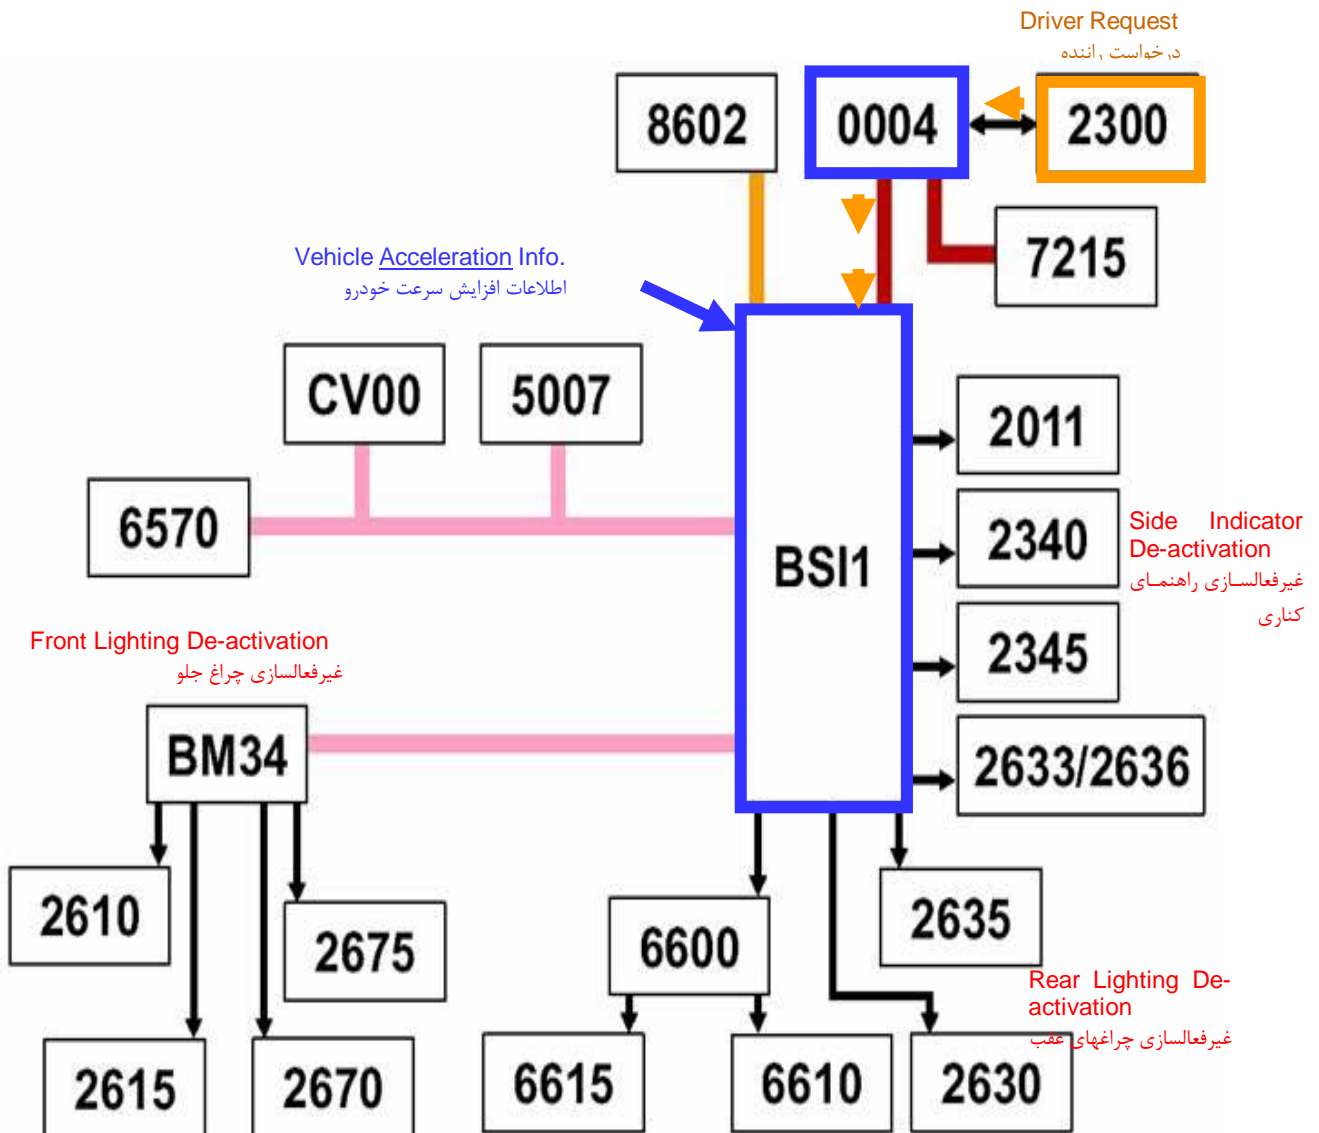 Driver Request
درخواست راننده
8602
0004
2300
7215
Vehicle Acceleration Info.
اطلاعات افزایش سرعت خودرو
CV00
5007
2011
6570
2340
Side Indicator
De-activation
غیرفعالسازی راهنمای
کناری
BSI1
Front Lighting De-activation
غیرفعالسازی چراغ جلو
2345
BM34
2633/2636
2610
2675
6600
2635
Rear Lighting De-
activation
غیرفعالسازی چراغهای عقب
2615
2670
6615
6610
2630